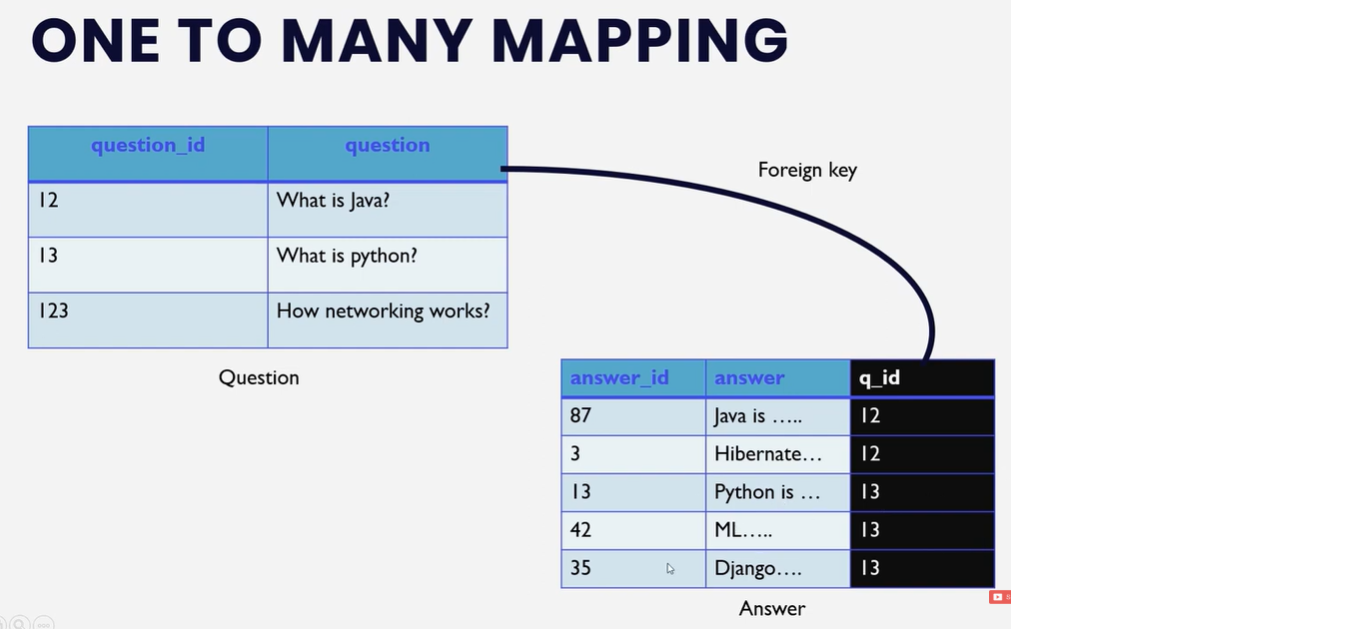 ONE TO MANY MAPPING
question_id question
Foreign key
12 What is Java?
13 What is python?
123 How networking works?
Question
answer_id answer q_id
87 Java is ..... 12
3 Hibernate... 12
13 Python is ... 13
42 ML..... 13
35 Django.... 13
Answer